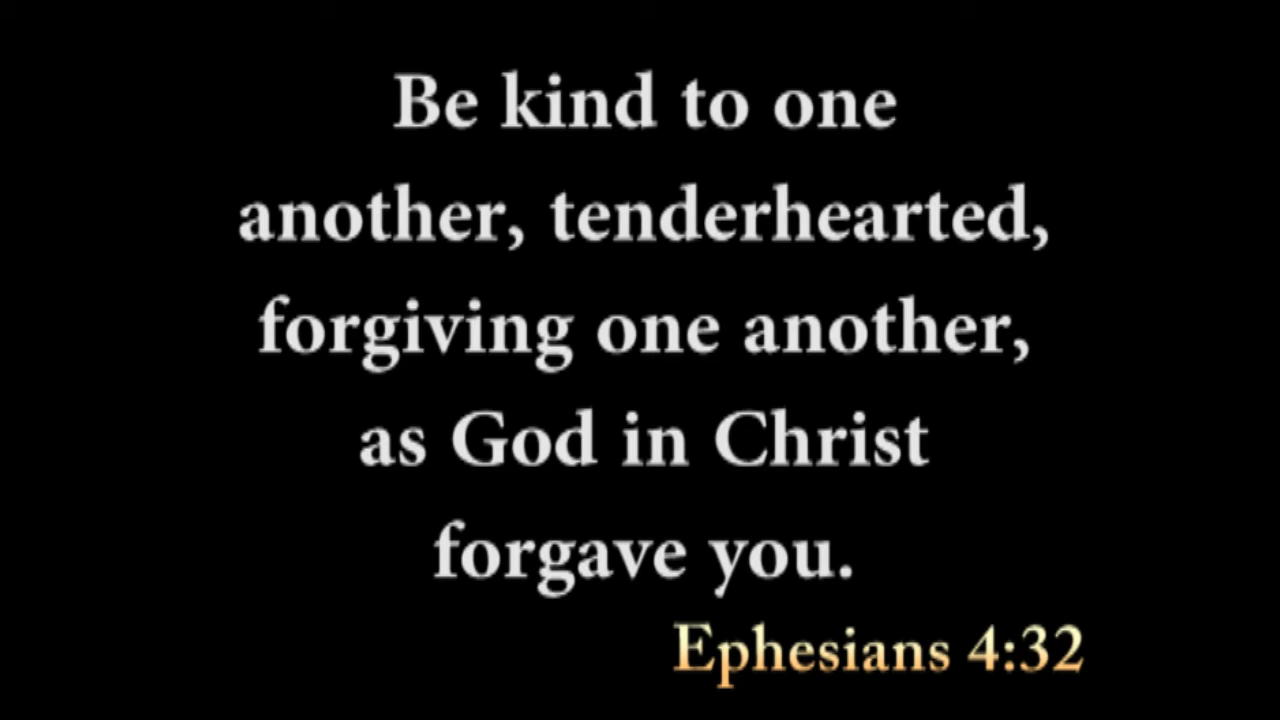 Be kind to one
another, tenderhearted,
forgiving one another,
as God in Christ
forgave you.
Ephesians 4:32